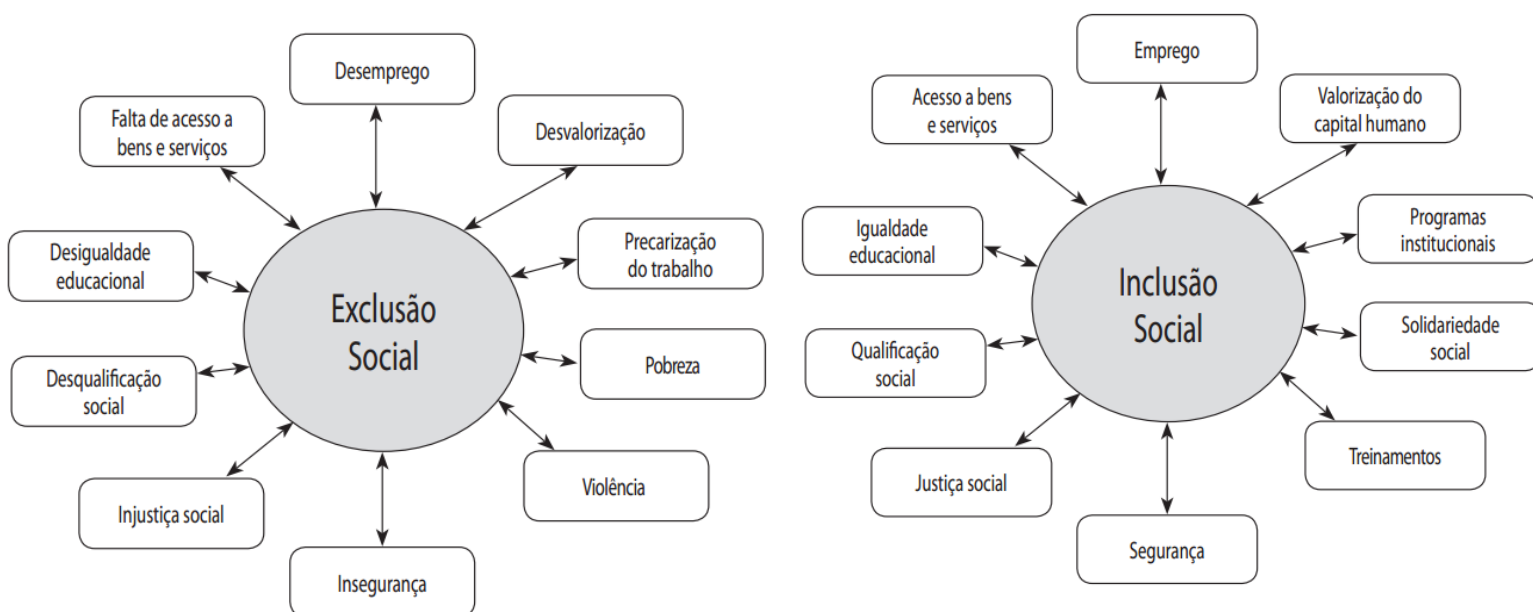 Desemprego
Falta de acesso a
bens e serviços
Desvalorização
Desigualdade
educacional
Precarização
do trabalho
Exclusão
Social
Desqualificação
social
Pobreza
Injustiça social
Violência
Insegurança
Emprego
Acesso a bens
e serviços
Valorização do
capital humano
Igualdade
educacional
Programas
institucionais
Inclusão
Social
Qualificação
social
Solidariedade
social
Justiça social
Treinamentos
Segurança